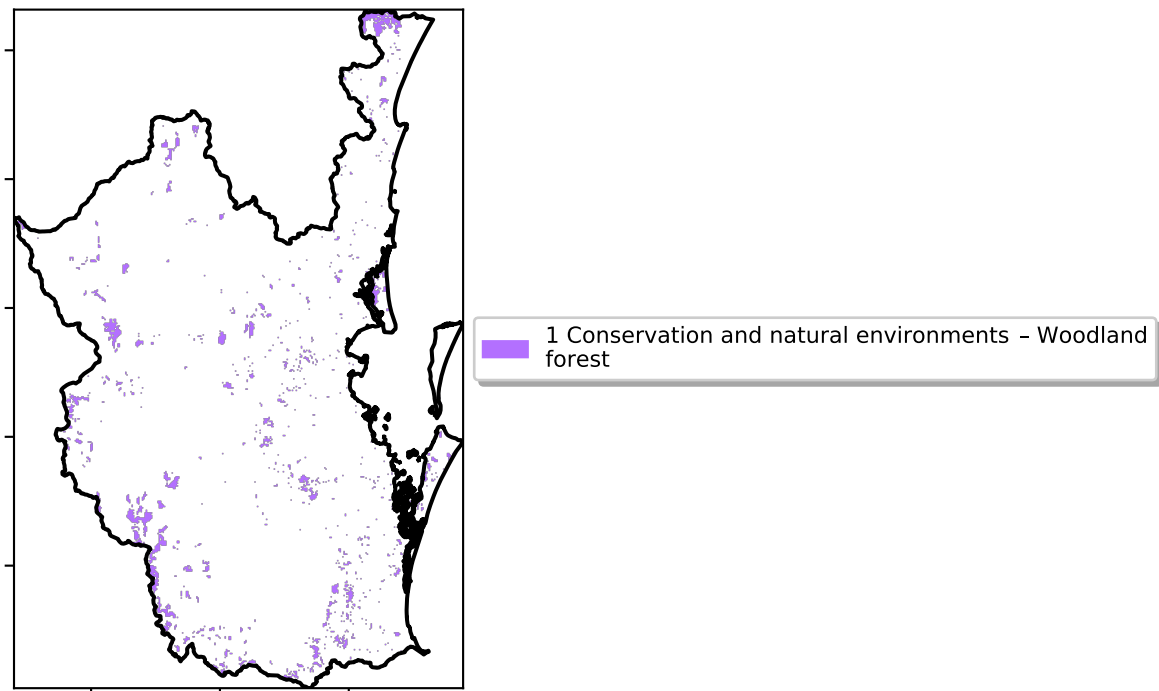 1 Conservation and natural environments – Woodland
forest